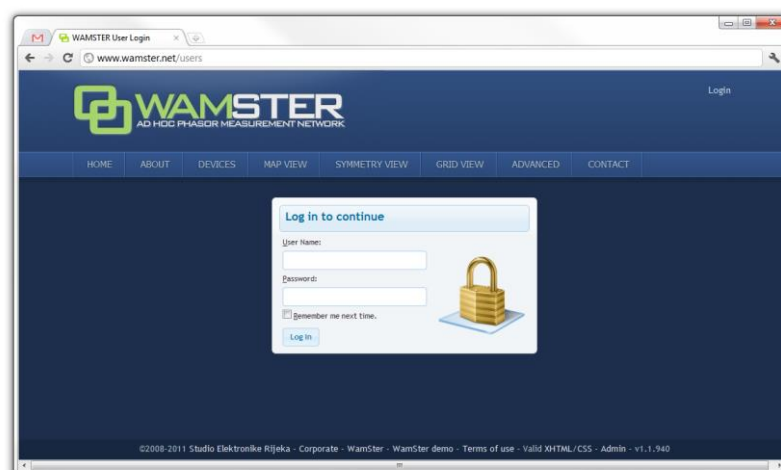 WAMSTER User Login
www.wamster.net/users
Login
WAMSTER
AD HOC PHASOR MEASUREMENT NETWORK
HOME ABOUT DEVICES MAP VIEW SYMMETRY VIEW GRID VIEW ADVANCED CONTACT
Log in to continue
User Name:
Password:
Remember me next time.
Log In
©2008-2011 Studio Elektronike Rijeka - Corporate - WamSter - WamSter demo - Terms of use - Valid XHTML/CSS - Admin - v1.1.940